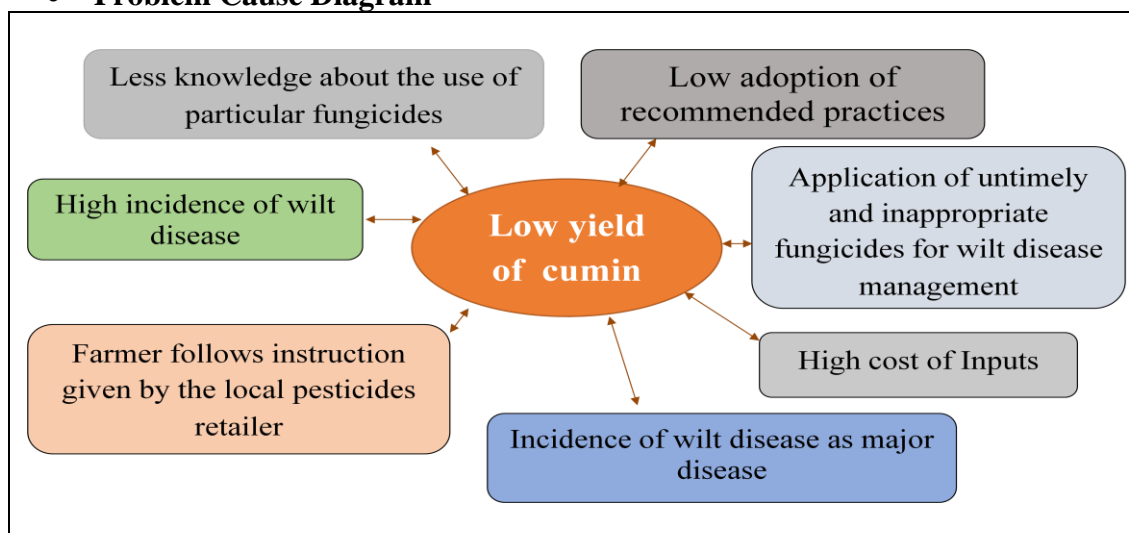 Problem Cause Diagram
Less knowledge about the use of
particular fungicides
Low adoption of
recommended practices
High incidence of wilt
disease
Low yield
of cumin
Application of untimely
and inappropriate
fungicides for wilt disease
management
Farmer follows instruction
given by the local pesticides
retailer
High cost of Inputs
Incidence of wilt disease as major
disease